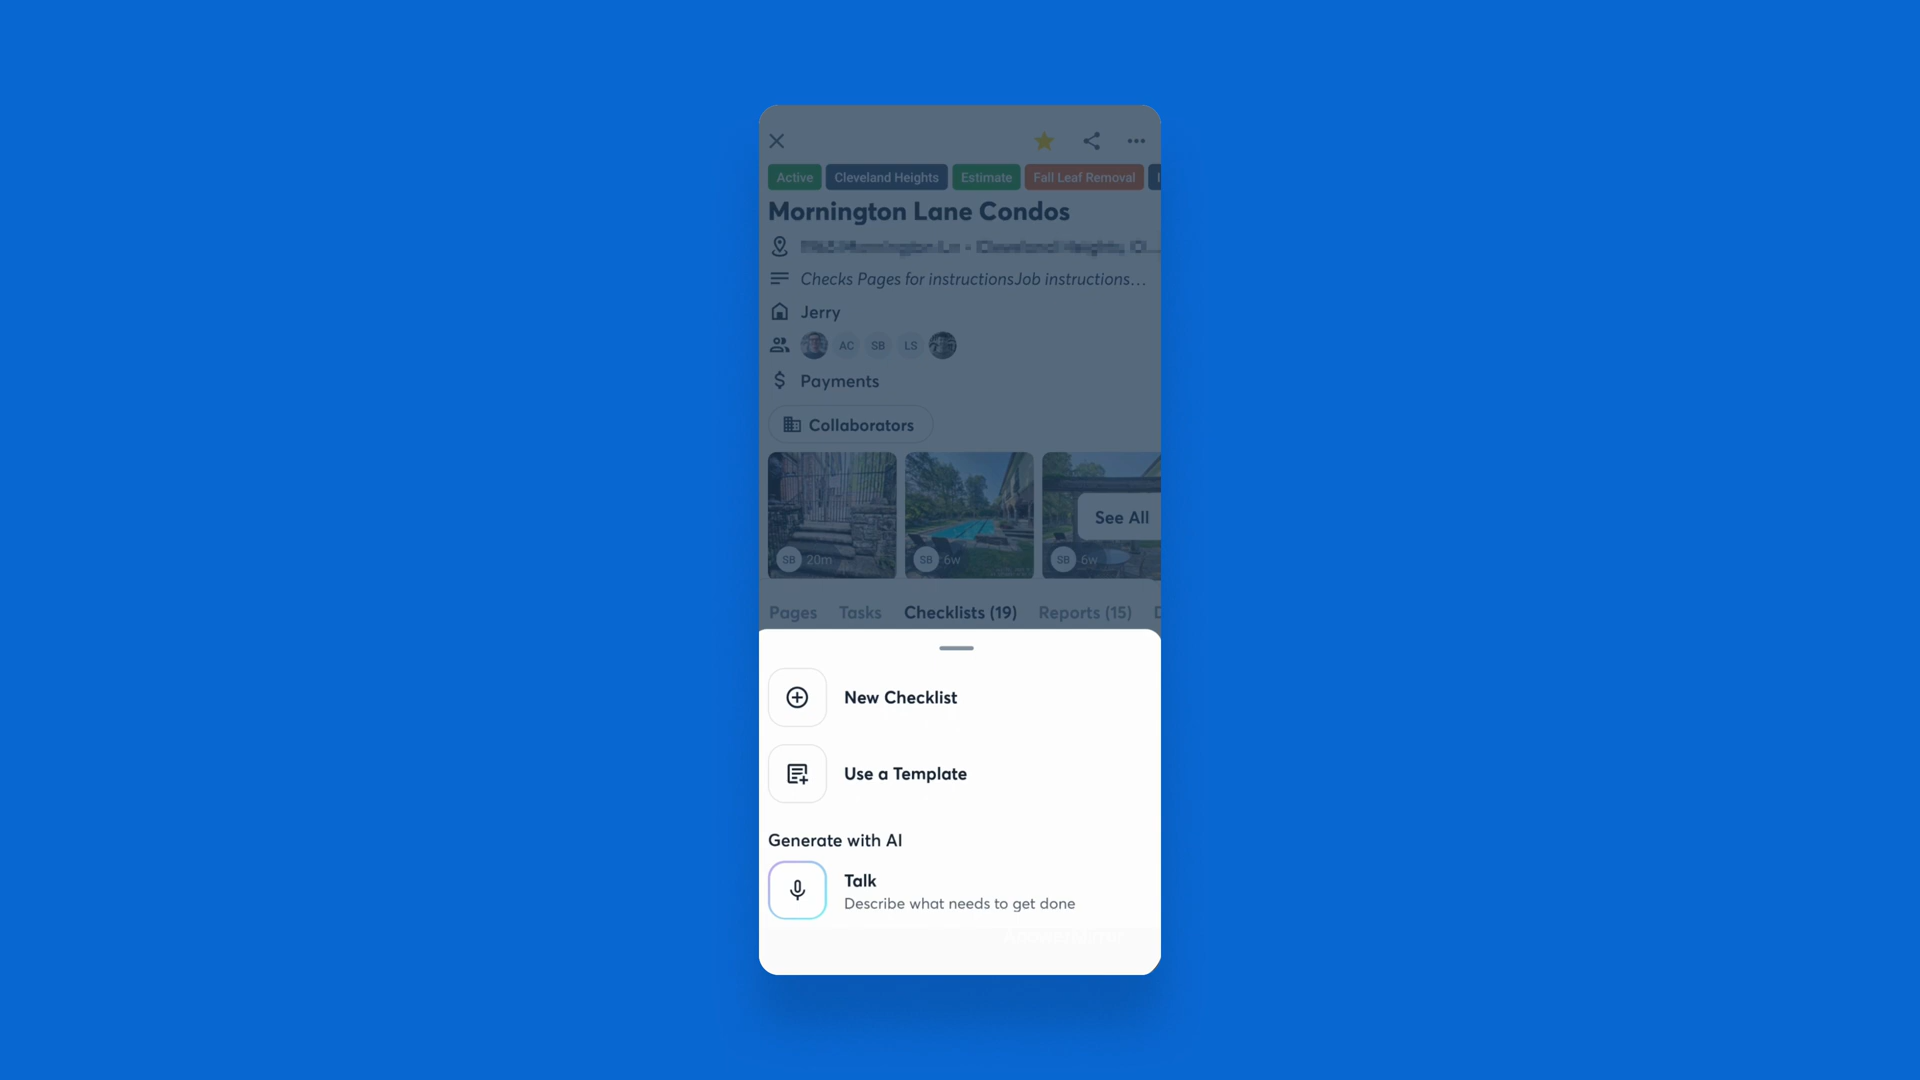 Active Cleveland Heights Estimate Fall Leaf Removal
Mornington Lane Condos
Checks Pages for instructionsJob instructions...
Jerry
AC SB LS
Payments
Collaborators
See All
SB 20m SB 6w SB 6w
Pages Tasks Checklists (19) Reports (15) D
New Checklist
Use a Template
Generate with AI
Talk
Describe what needs to get done